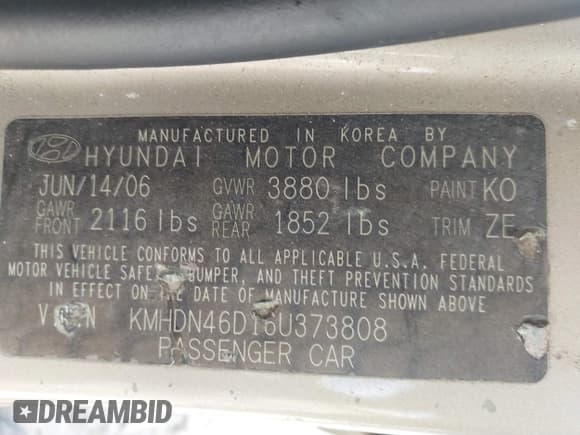 MANUFACTURED IN KOREA BY
HYUNDAI MOTOR COMPANY
JUN/14/06 GVWR 3880 lbs PAINT KO
GAWR FRONT 2116 lbs GAWR REAR 1852 lbs TRIM ZE
THIS VEHICLE CONFORMS TO ALL APPLICABLE U.S.A. FEDERAL
MOTOR VEHICLE SAFETY BUMPER, AND THEFT PREVENTION STANDARDS
IN EFFECT ON THE DATE OF MANUFACTURE SHOWN ABOVE
KMHDN46D16U373808
PASSENGER CAR
DREAMBID